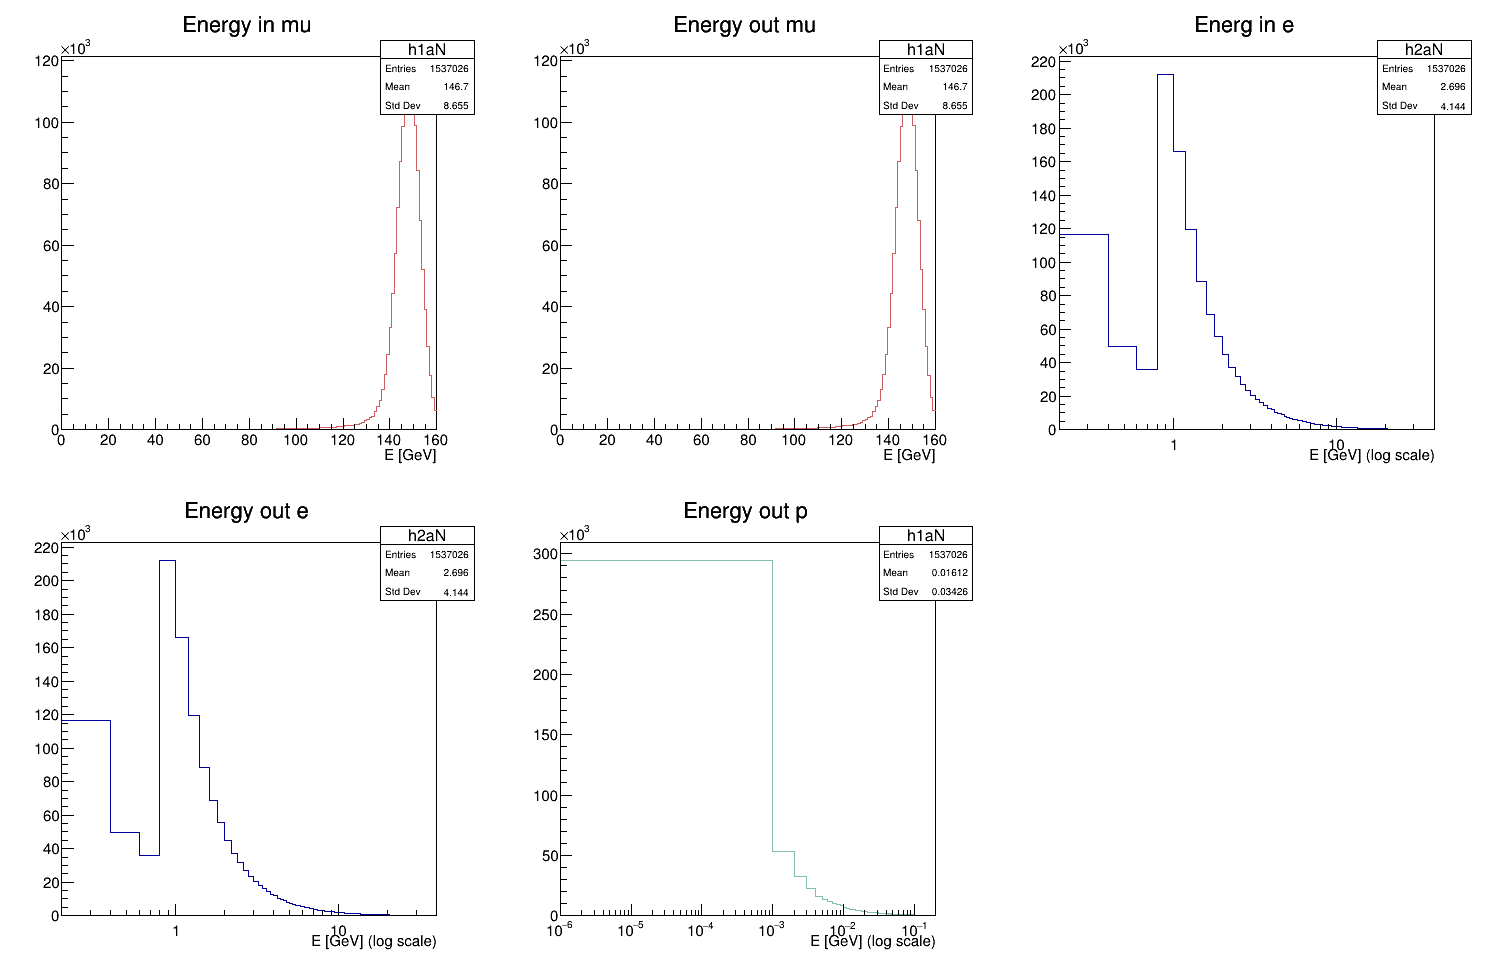 Energy in mu
×10³
h1aN
Entries 1537026
Mean 146.7
Std Dev 8.655
120
100
80
60
40
20
0
0 20 40 60 80 100 120 140 160
E [GeV]
Energy out mu
×10³
h1aN
Entries 1537026
Mean 146.7
Std Dev 8.655
120
100
80
60
40
20
0
0 20 40 60 80 100 120 140 160
E [GeV]
Energ in e
×10³
h2aN
Entries 1537026
Mean 2.696
Std Dev 4.144
220
200
180
160
140
120
100
80
60
40
20
0
1 10
E [GeV] (log scale)
Energy out e
×10³
h2aN
Entries 1537026
Mean 2.696
Std Dev 4.144
220
200
180
160
140
120
100
80
60
40
20
0
1 10
E [GeV] (log scale)
Energy out p
×10³
h1aN
Entries 1537026
Mean 0.01612
Std Dev 0.03426
300
250
200
150
100
50
0
10⁻⁶ 10⁻⁵ 10⁻⁴ 10⁻³ 10⁻² 10⁻¹
E [GeV] (log scale)